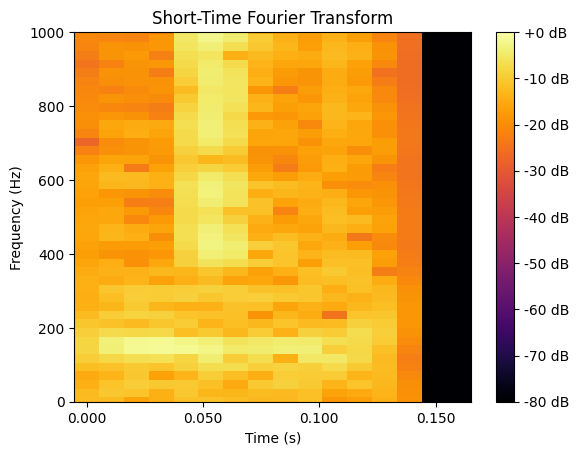 Short-Time Fourier Transform
1000
800
600
400
200
0
Frequency (Hz)
0.000
0.050
0.100
0.150
Time (s)
+0 dB
-10 dB
-20 dB
-30 dB
-40 dB
-50 dB
-60 dB
-70 dB
-80 dB